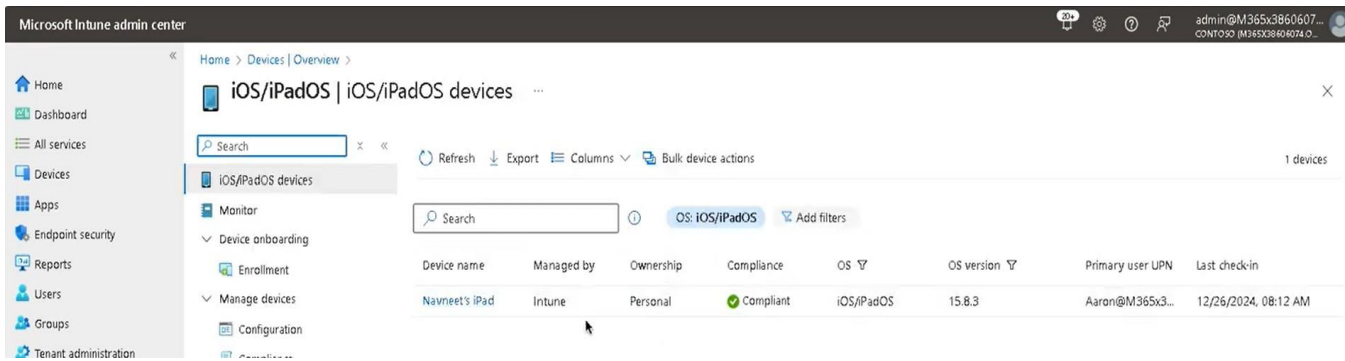 Microsoft Intune admin center
20+
admin@M365x3860607...
CONTOSO (M365X38606074.O...
«
Home > Devices | Overview >
Home
iOS/iPadOS | iOS/iPadOS devices ...
Dashboard
All services
Search
«
Refresh
Export
Columns
Bulk device actions
1 devices
Devices
iOS/iPadOS devices
Apps
Monitor
Search
OS: iOS/iPadOS
Add filters
Endpoint security
Device onboarding
Reports
Enrollment
Device name Managed by Ownership Compliance OS OS version Primary user UPN Last check-in
Users
Manage devices
Navneet's iPad Intune Personal Compliant iOS/iPadOS 15.8.3 Aaron@M365x3... 12/26/2024, 08:12 AM
Groups
Configuration
Tenant administration
Compliance